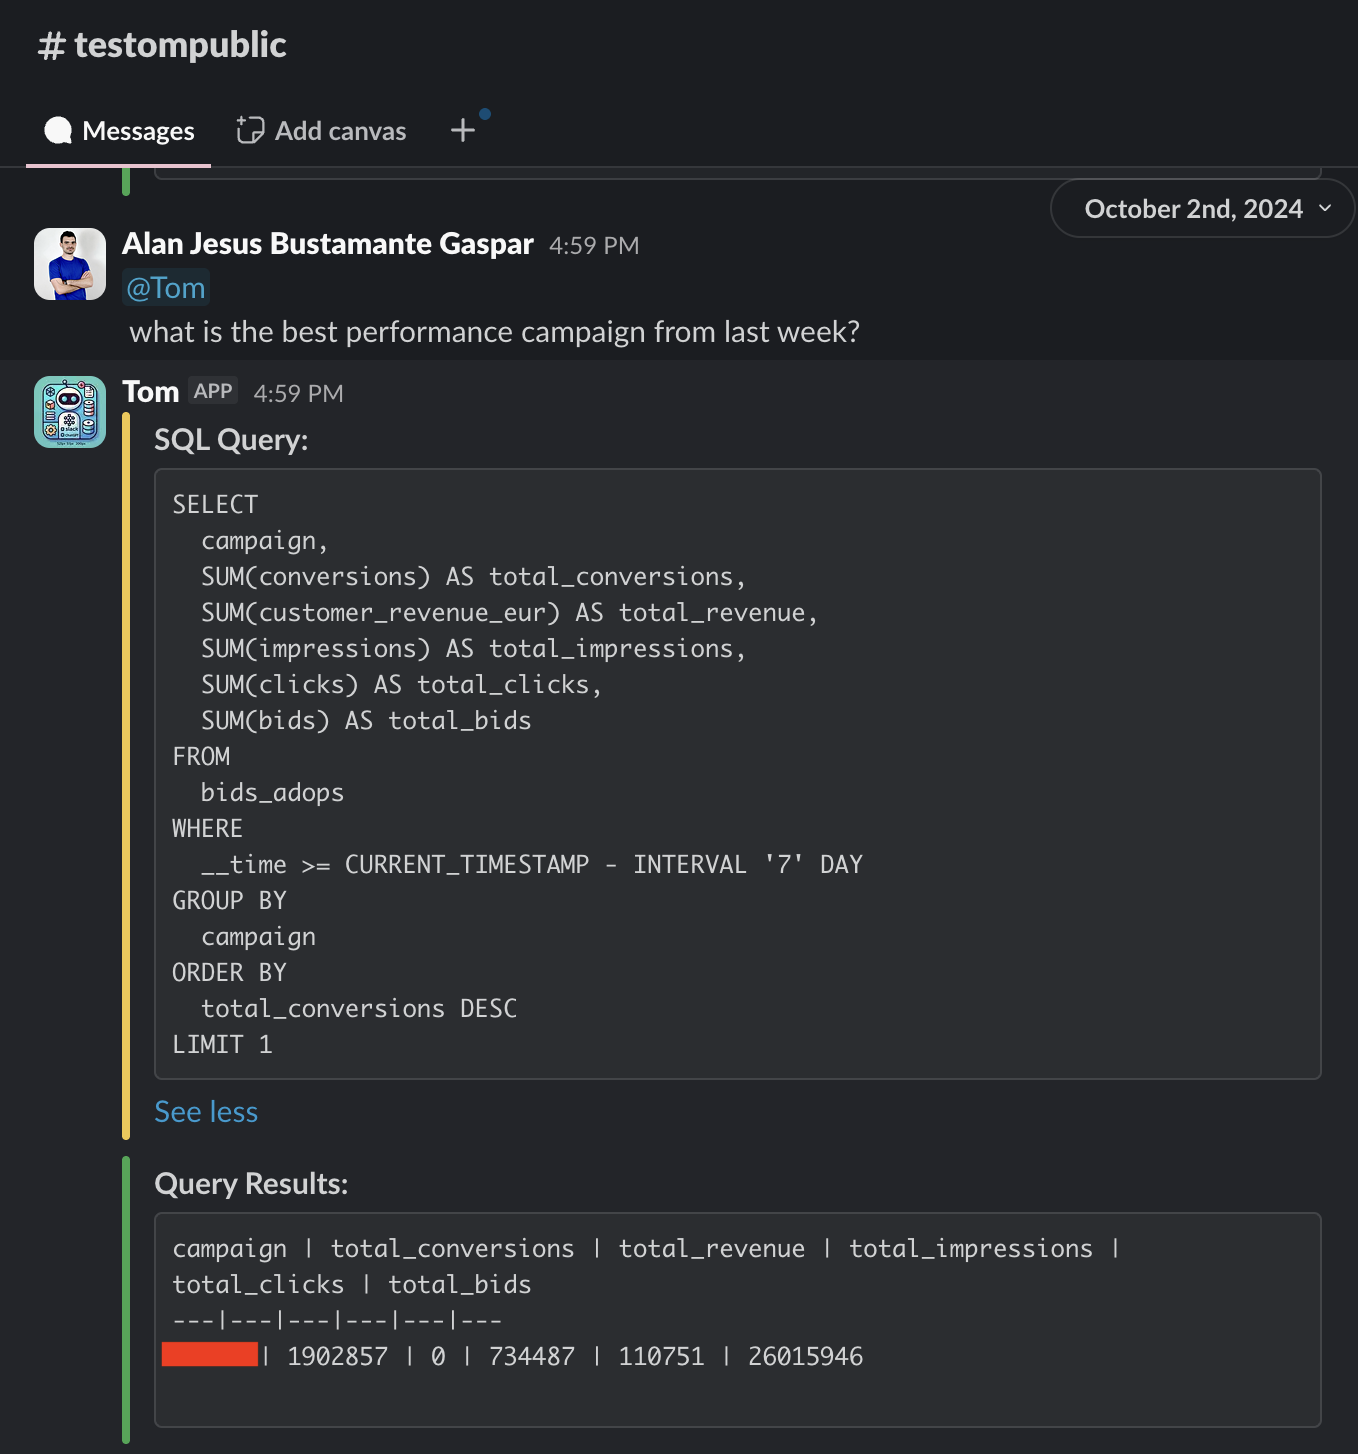 # testompublic
Messages Add canvas +
October 2nd, 2024
Alan Jesus Bustamante Gaspar 4:59 PM
@Tom
what is the best performance campaign from last week?
Tom APP 4:59 PM
SQL Query:
SELECT
campaign,
SUM(conversions) AS total_conversions,
SUM(customer_revenue_eur) AS total_revenue,
SUM(impressions) AS total_impressions,
SUM(clicks) AS total_clicks,
SUM(bids) AS total_bids
FROM
bids_adops
WHERE
__time >= CURRENT_TIMESTAMP - INTERVAL '7' DAY
GROUP BY
campaign
ORDER BY
total_conversions DESC
LIMIT 1
See less
Query Results:
campaign | total_conversions | total_revenue | total_impressions |
total_clicks | total_bids
---|---|---|---|---|---
| 1902857 | 0 | 734487 | 110751 | 26015946